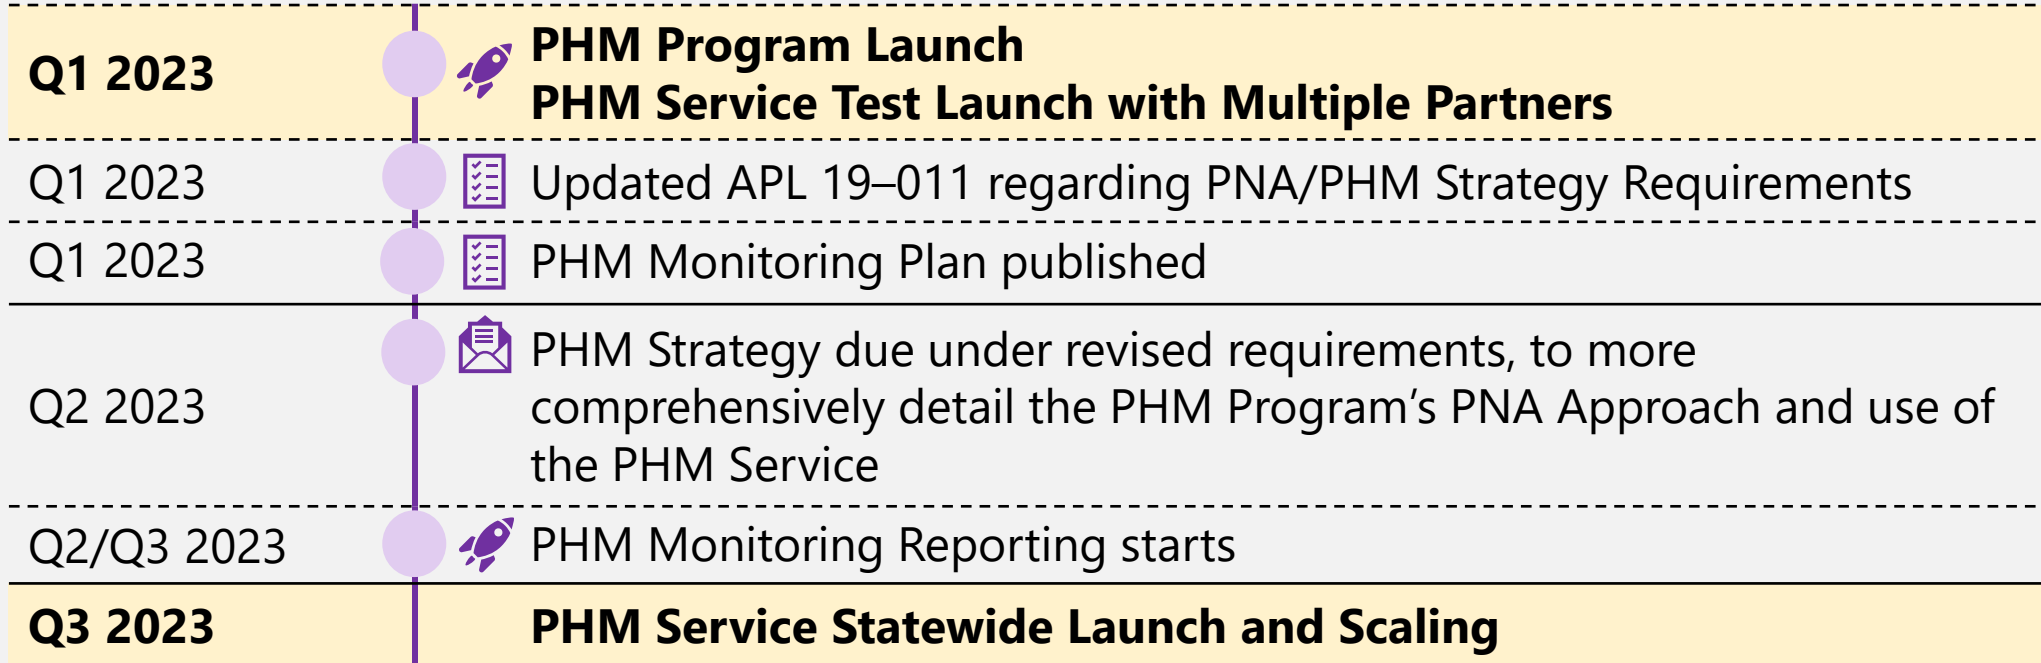 Q1 2023
PHM Program Launch
PHM Service Test Launch with Multiple Partners
Q1 2023
Updated APL 19–011 regarding PNA/PHM Strategy Requirements
Q1 2023
PHM Monitoring Plan published
Q2 2023
PHM Strategy due under revised requirements, to more
comprehensively detail the PHM Program’s PNA Approach and use of
the PHM Service
Q2/Q3 2023
PHM Monitoring Reporting starts
Q3 2023
PHM Service Statewide Launch and Scaling